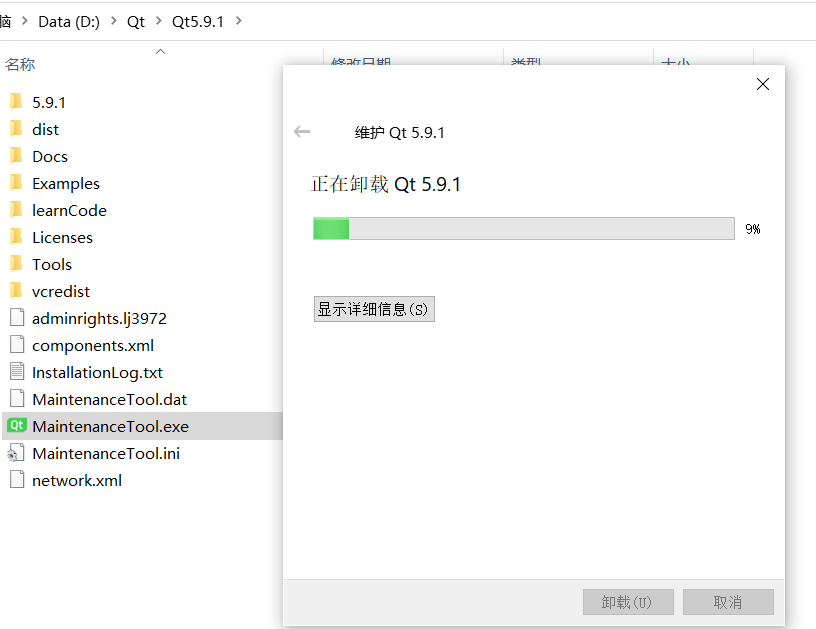 脑 > Data (D:) > Qt > Qt5.9.1 >
名称 修改日期 类型 大小
5.9.1
dist
Docs
Examples
learnCode
Licenses
Tools
vcredist
adminrights.lj3972
components.xml
InstallationLog.txt
MaintenanceTool.dat
Qt MaintenanceTool.exe
MaintenanceTool.ini
network.xml
维护 Qt 5.9.1
正在卸载 Qt 5.9.1
9%
显示详细信息(S)
卸载(U) 取消